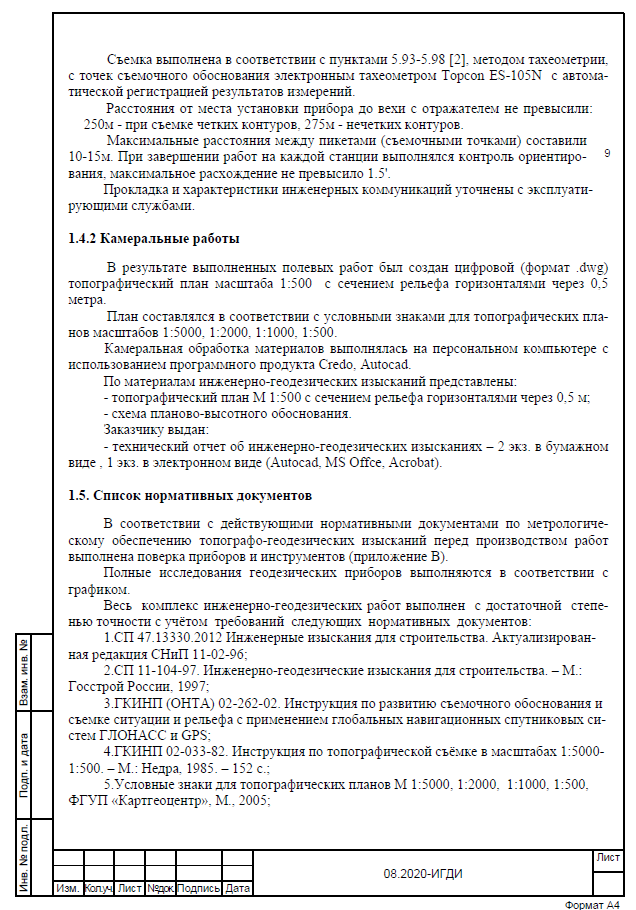 Съемка выполнена в соответствии с пунктами 5.93-5.98 [2], методом тахеометрии,
с точек съемочного обоснования электронным тахеометром Topcon ES-105N с автома-
тической регистрацией результатов измерений.
Расстояния от места установки прибора до вехи с отражателем не превысили:
250м - при съемке четких контуров, 275м - нечетких контуров.
Максимальные расстояния между пикетами (съемочными точками) составили
10-15м. При завершении работ на каждой станции выполнялся контроль ориентиро-
вания, максимальное расхождение не превысило 1.5'.
9
Прокладка и характеристики инженерных коммуникаций уточнены с эксплуати-
рующими службами.
1.4.2 Камеральные работы
В результате выполненных полевых работ был создан цифровой (формат .dwg)
топографический план масштаба 1:500 с сечением рельефа горизонталями через 0,5
метра.
План составлялся в соответствии с условными знаками для топографических пла-
нов масштабов 1:5000, 1:2000, 1:1000, 1:500.
Камеральная обработка материалов выполнялась на персональном компьютере с
использованием программного продукта Credo, Autocad.
По материалам инженерно-геодезических изысканий представлены:
- топографический план М 1:500 с сечением рельефа горизонталями через 0,5 м;
- схема планово-высотного обоснования.
Заказчику выдан:
- технический отчет об инженерно-геодезических изысканиях – 2 экз. в бумажном
виде , 1 экз. в электронном виде (Autocad, MS Offce, Acrobat).
1.5. Список нормативных документов
В соответствии с действующими нормативными документами по метрологиче-
скому обеспечению топографо-геодезических изысканий перед производством работ
выполнена поверка приборов и инструментов (приложение В).
Полные исследования геодезических приборов выполняются в соответствии с
графиком.
Весь комплекс инженерно-геодезических работ выполнен с достаточной степе-
нью точности с учётом требований следующих нормативных документов:
1.СП 47.13330.2012 Инженерные изыскания для строительства. Актуализирован-
ная редакция СНиП 11-02-96;
2.СП 11-104-97. Инженерно-геодезические изыскания для строительства. – М.:
Госстрой России, 1997;
3.ГКИНП (ОНТА) 02-262-02. Инструкция по развитию съемочного обоснования и
съемке ситуации и рельефа с применением глобальных навигационных спутниковых си-
стем ГЛОНАСС и GPS;
4.ГКИНП 02-033-82. Инструкция по топографической съёмке в масштабах 1:5000-
1:500. – М.: Недра, 1985. – 152 с.;
5.Условные знаки для топографических планов М 1:5000, 1:2000, 1:1000, 1:500,
ФГУП «Картгеоцентр», М., 2005;
Взам. инв. №
Подп. и дата
Инв. № подл.
Изм. Кол.уч. Лист №док. Подпись Дата
08.2020-ИГДИ
Лист
Формат А4